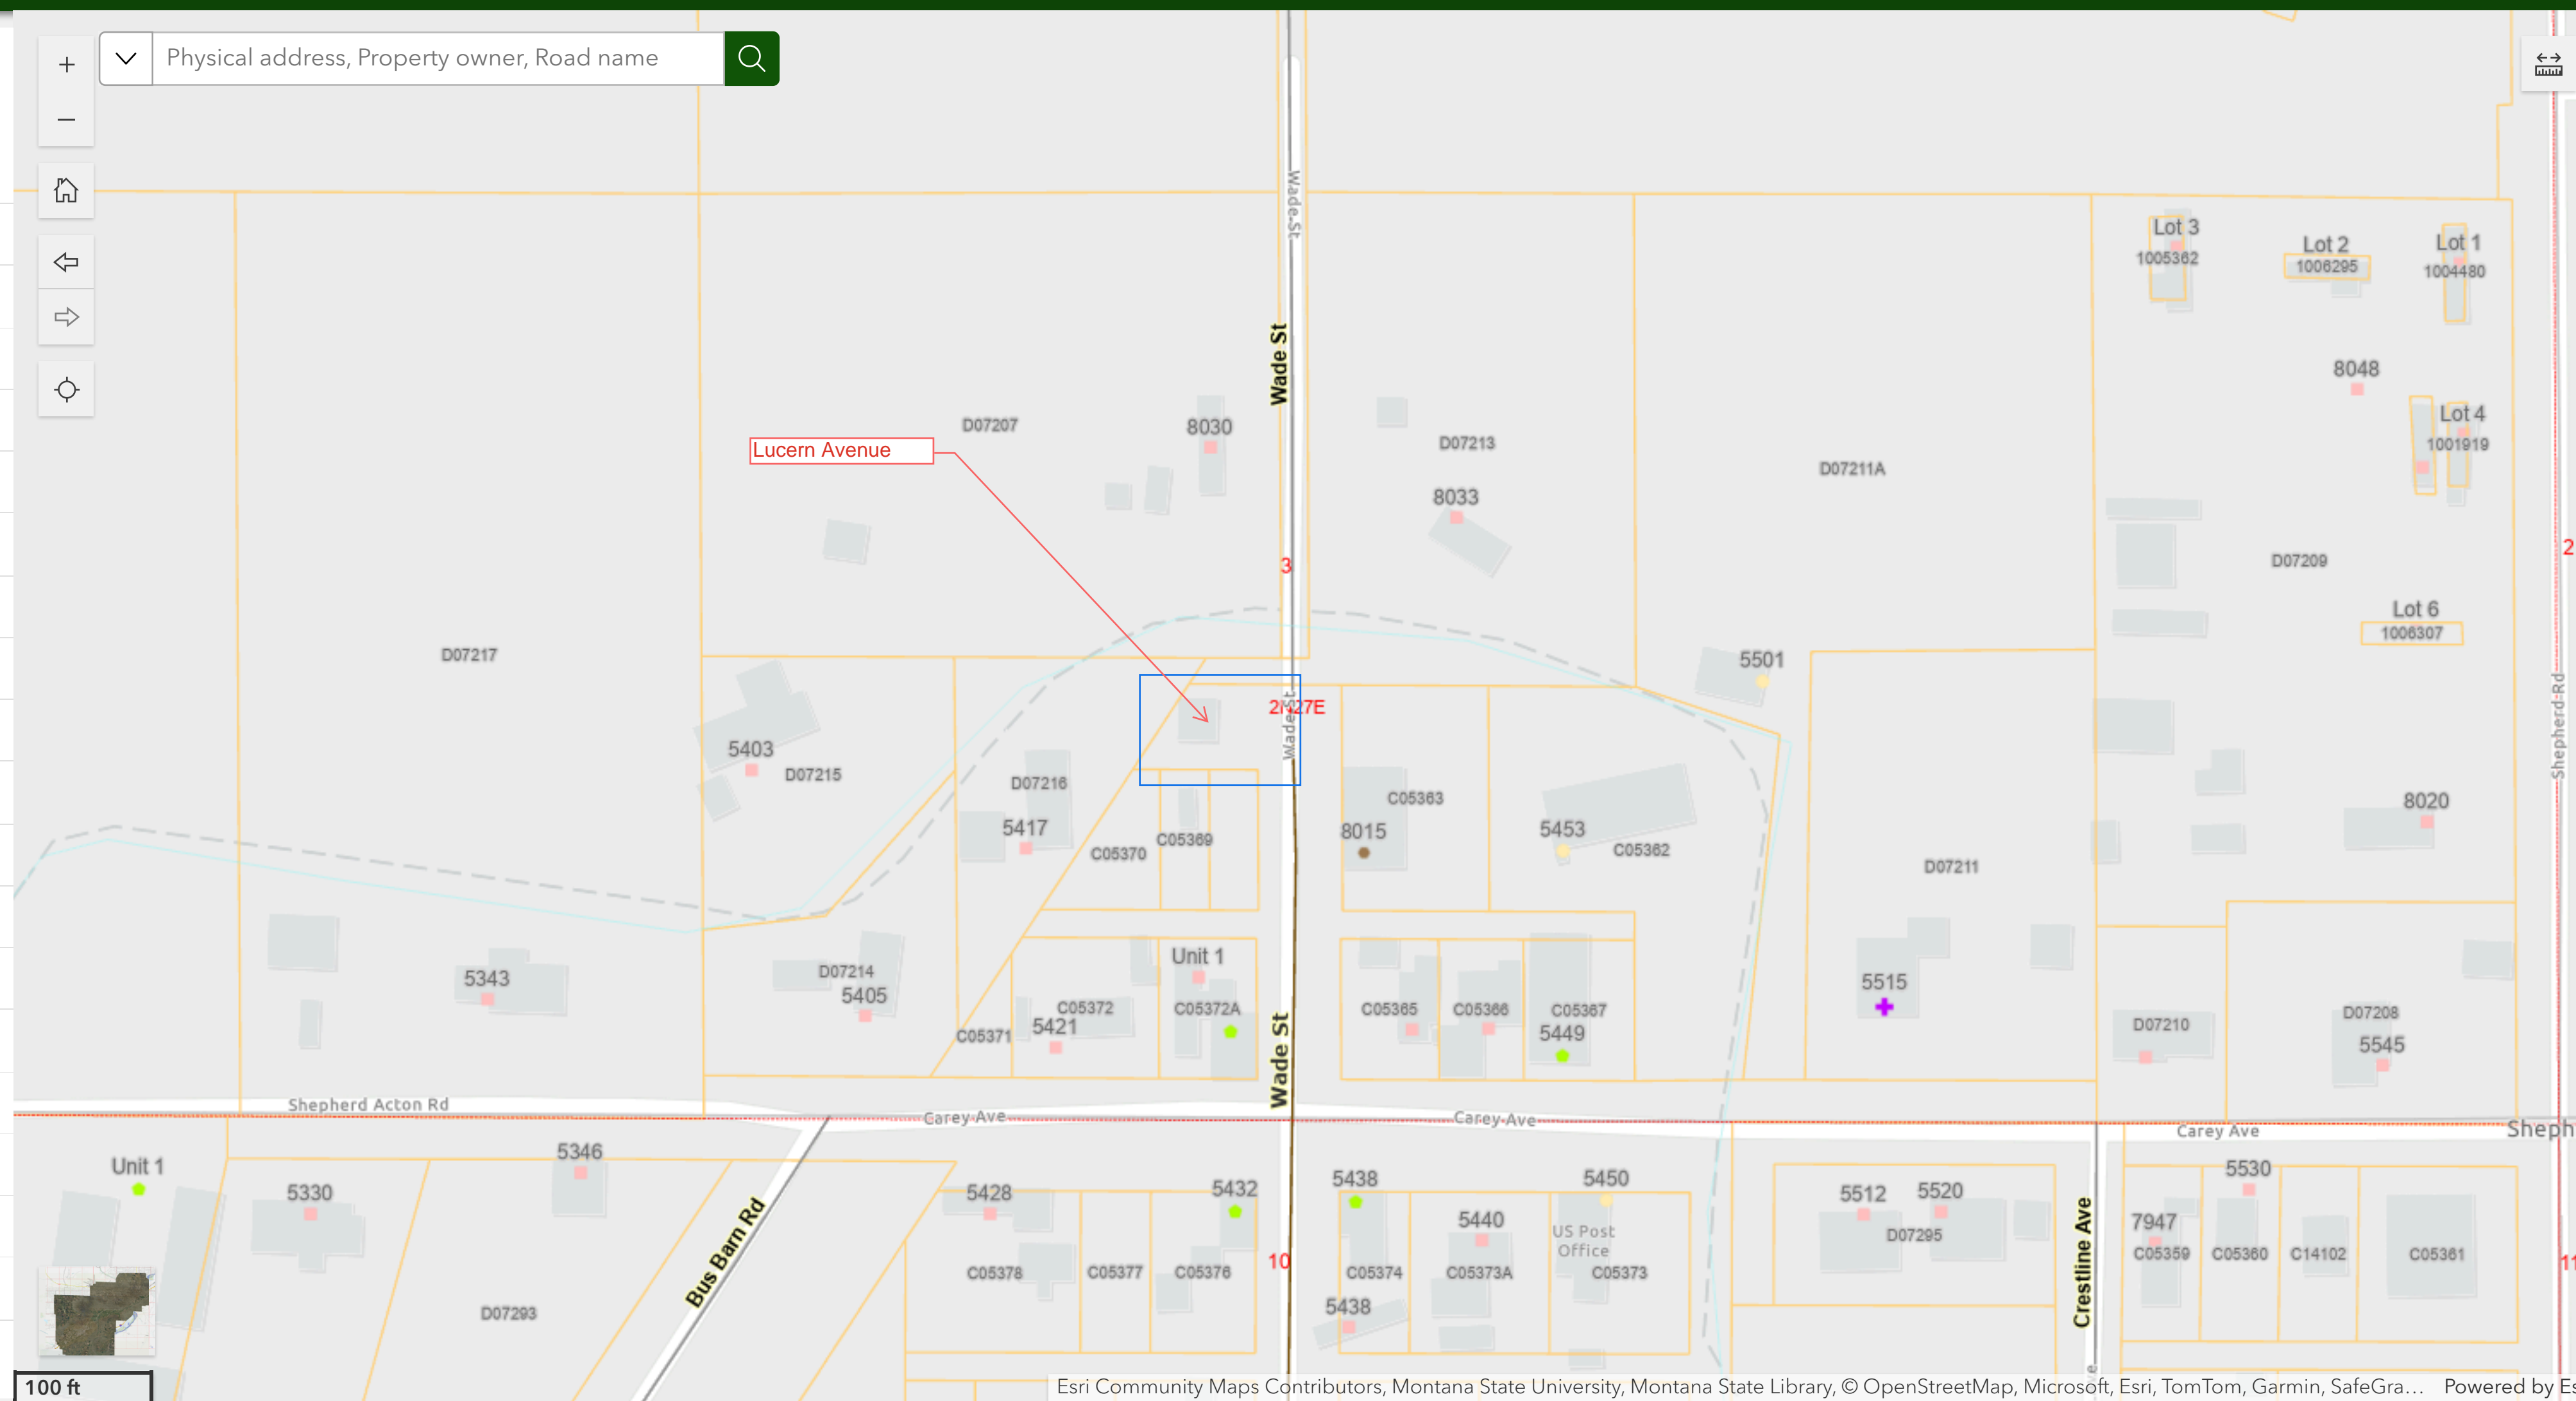 Physical address, Property owner, Road name
Wade St
Lot 3
1005362
Lot 2
1006295
Lot 1
1004480
Wade St
8048
Lot 4
1001919
D07207
8030
Lucern Avenue
D07213
D07211A
8033
3
2
D07209
Lot 6
1006307
D07217
5501
2N27E
Wade St
Shepherd Rd
5403
D07215
D07216
5417
C05370
C05369
C05363
8015
5453
C05362
8020
D07211
5343
D07214
5405
Unit 1
C05372
C05372A
5421
C05371
C05365
C05366
C05367
5449
5515
D07210
D07208
5545
Wade St
Shepherd Acton Rd
Carey Ave
Carey Ave
Carey Ave
Sheph
Unit 1
5346
5330
5428
5432
5438
5450
5440
US Post
Office
5512
5520
D07295
5530
7947
C05359
C05360
C14102
C05361
Bus Barn Rd
Crestline Ave
10
11
D07293
C05378
C05377
C05376
C05374
C05373A
C05373
5438
100 ft
Esri Community Maps Contributors, Montana State University, Montana State Library, © OpenStreetMap, Microsoft, Esri, TomTom, Garmin, SafeGra… Powered by Es